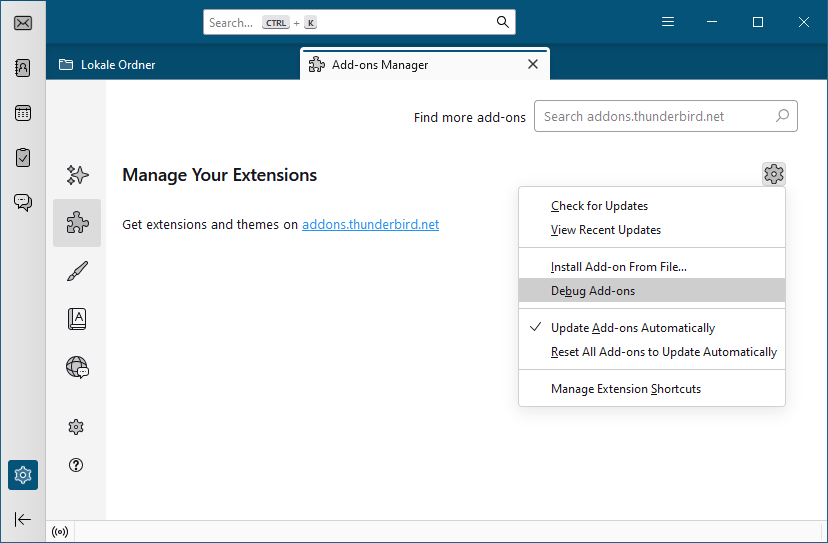 Search... CTRL + K
Lokale Ordner
Add-ons Manager
Find more add-ons
Search addons.thunderbird.net
Manage Your Extensions
Get extensions and themes on addons.thunderbird.net
Check for Updates
View Recent Updates
Install Add-on From File...
Debug Add-ons
Update Add-ons Automatically
Reset All Add-ons to Update Automatically
Manage Extension Shortcuts